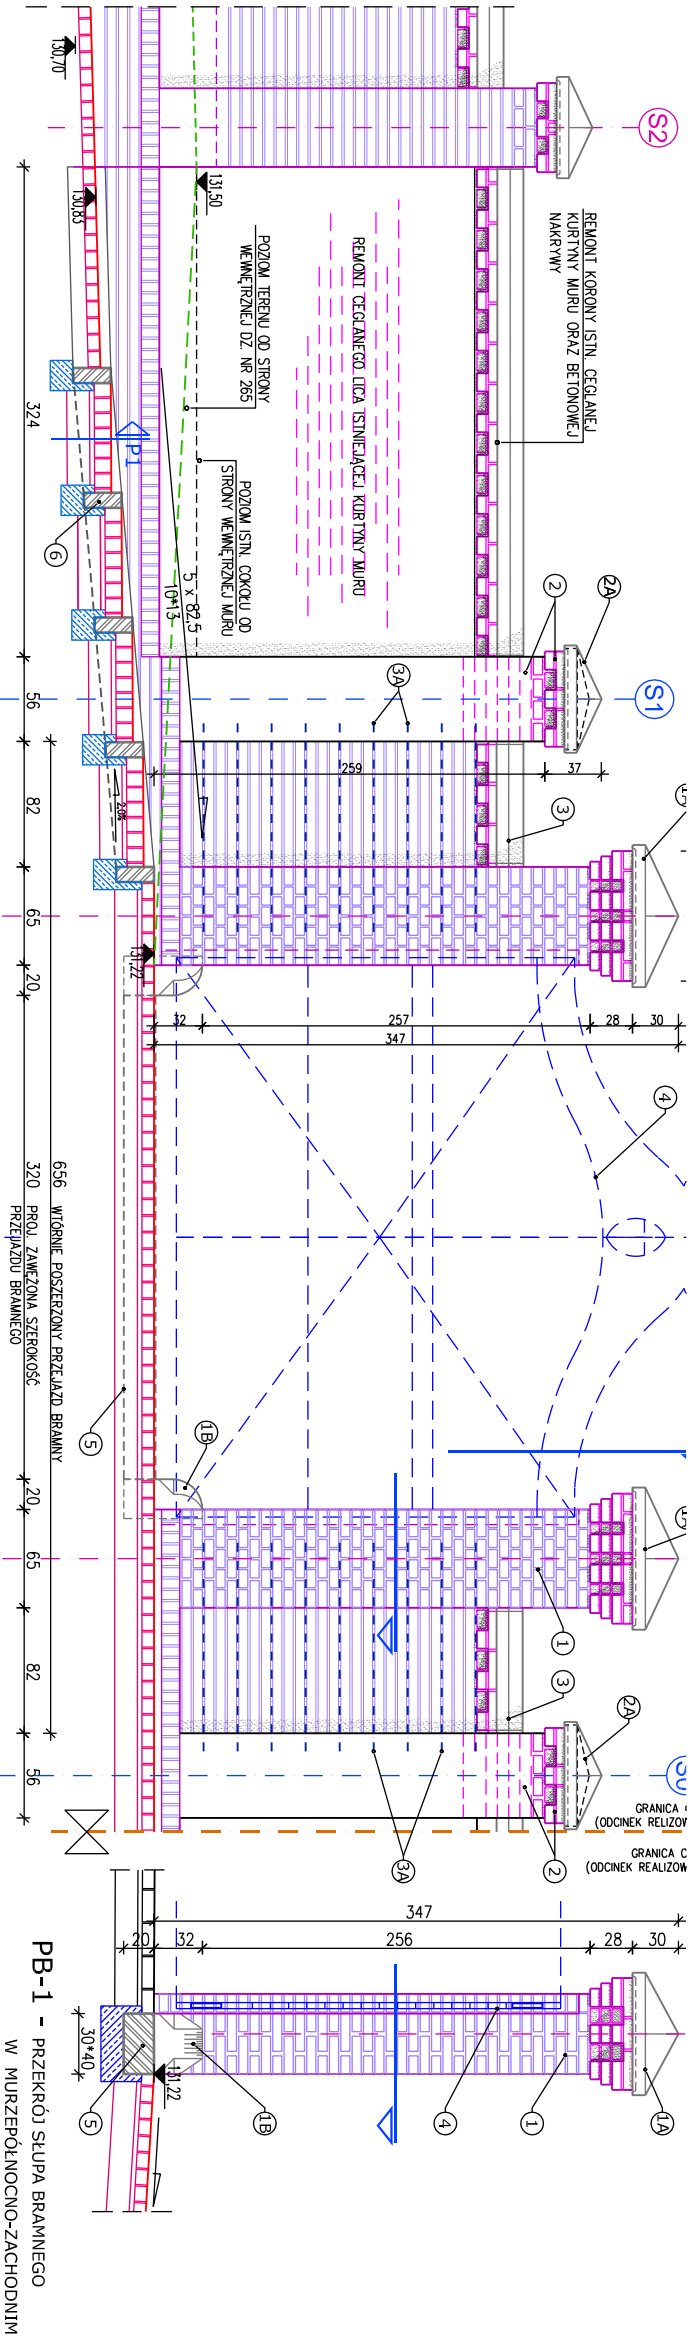 S2
130,70
131,50
130,83
REMONT KORONY ISTN. CEGLANEJ
KURTYNY MURU ORAZ BETONOWEJ
NAKRYWY
REMONT CEGLANEGO LICA ISTNIEJĄCEJ KURTYNY MURU
POZIOM TERENU OD STRONY
WEWNĘTRZNEJ DZ. NR 265
POZIOM ISTN. COKOŁU OD
STRONY WEWNĘTRZNEJ MURU
5 x 82,5
10*13
324
P1
6
2A
2
S1
3A
56
259
37
82
2,0%
3
65
131,22
20
32
257
28
30
347
4
656 WTÓRNIE POSZERZONY PRZEJAZD BRAMNY
320 PROJ. ZAWĘŻONA SZEROKOŚĆ
PRZEJAZDU BRAMNEGO
5
1B
20
65
1
82
3
2A
56
3A
2
GRANICA
(ODCINEK RELIZOW
GRANICA
(ODCINEK REALIZOW
347
20
32
256
28
30
30*40
131,22
5
1B
4
1
1A
PB-1 - PRZEKRÓJ SŁUPA BRAMNEGO
W MURZEPÓŁNOCNO-ZACHODNIM